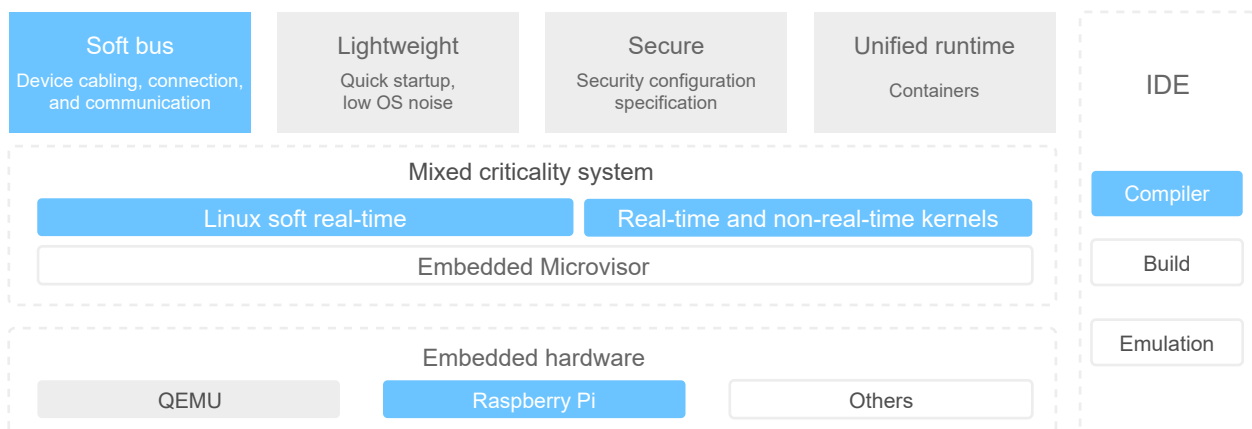 Soft bus
Device cabling, connection,
and communication
Lightweight
Quick startup,
low OS noise
Secure
Security configuration
specification
Unified runtime
Containers
IDE
Mixed criticality system
Linux soft real-time
Real-time and non-real-time kernels
Embedded Microvisor
Compiler
Build
Emulation
Embedded hardware
QEMU
Raspberry Pi
Others